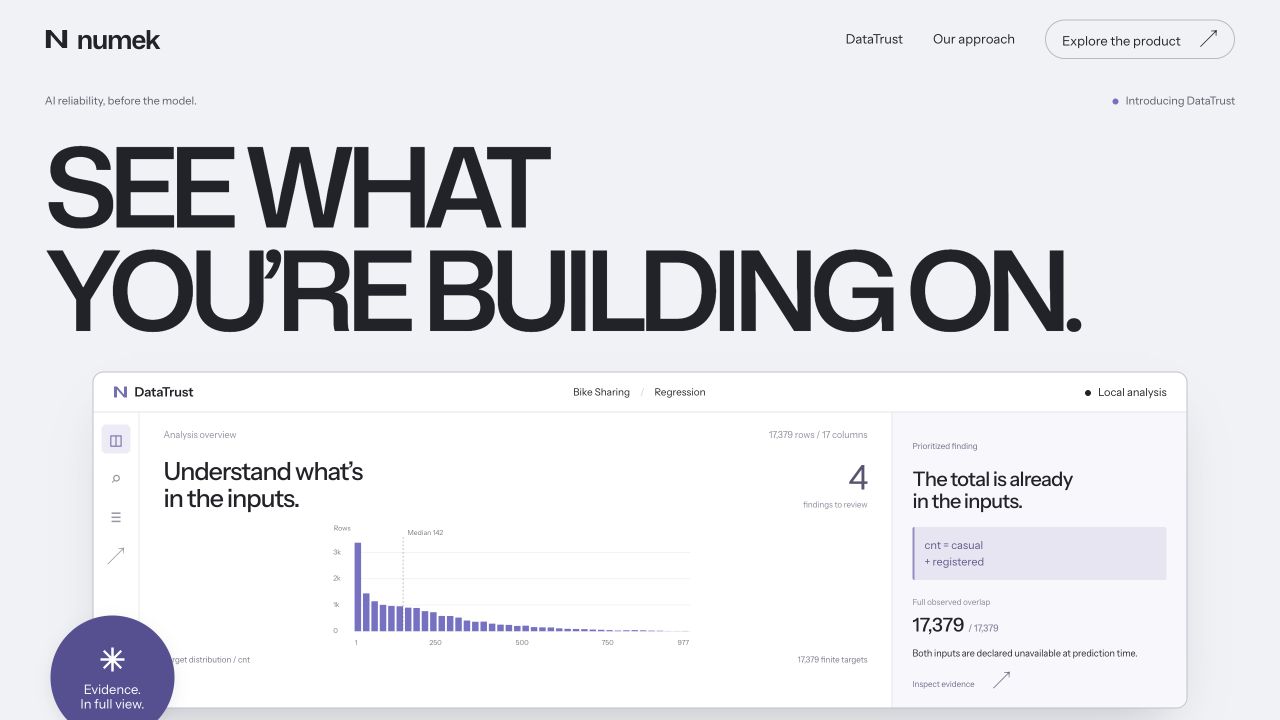 numek
DataTrust
Our approach
Explore the product
AI reliability, before the model.
Introducing DataTrust
SEE WHAT
YOU’RE BUILDING ON.
DataTrust
Bike Sharing / Regression
Local analysis
Analysis overview
17,379 rows / 17 columns
Understand what’s
in the inputs.
4
findings to review
Rows
Median 142
3k
2k
1k
0
1 250 500 750 977
rget distribution / cnt
17,379 finite targets
Prioritized finding
The total is already
in the inputs.
cnt = casual
+ registered
Full observed overlap
17,379 / 17,379
Both inputs are declared unavailable at prediction time.
Inspect evidence
Evidence.
In full view.